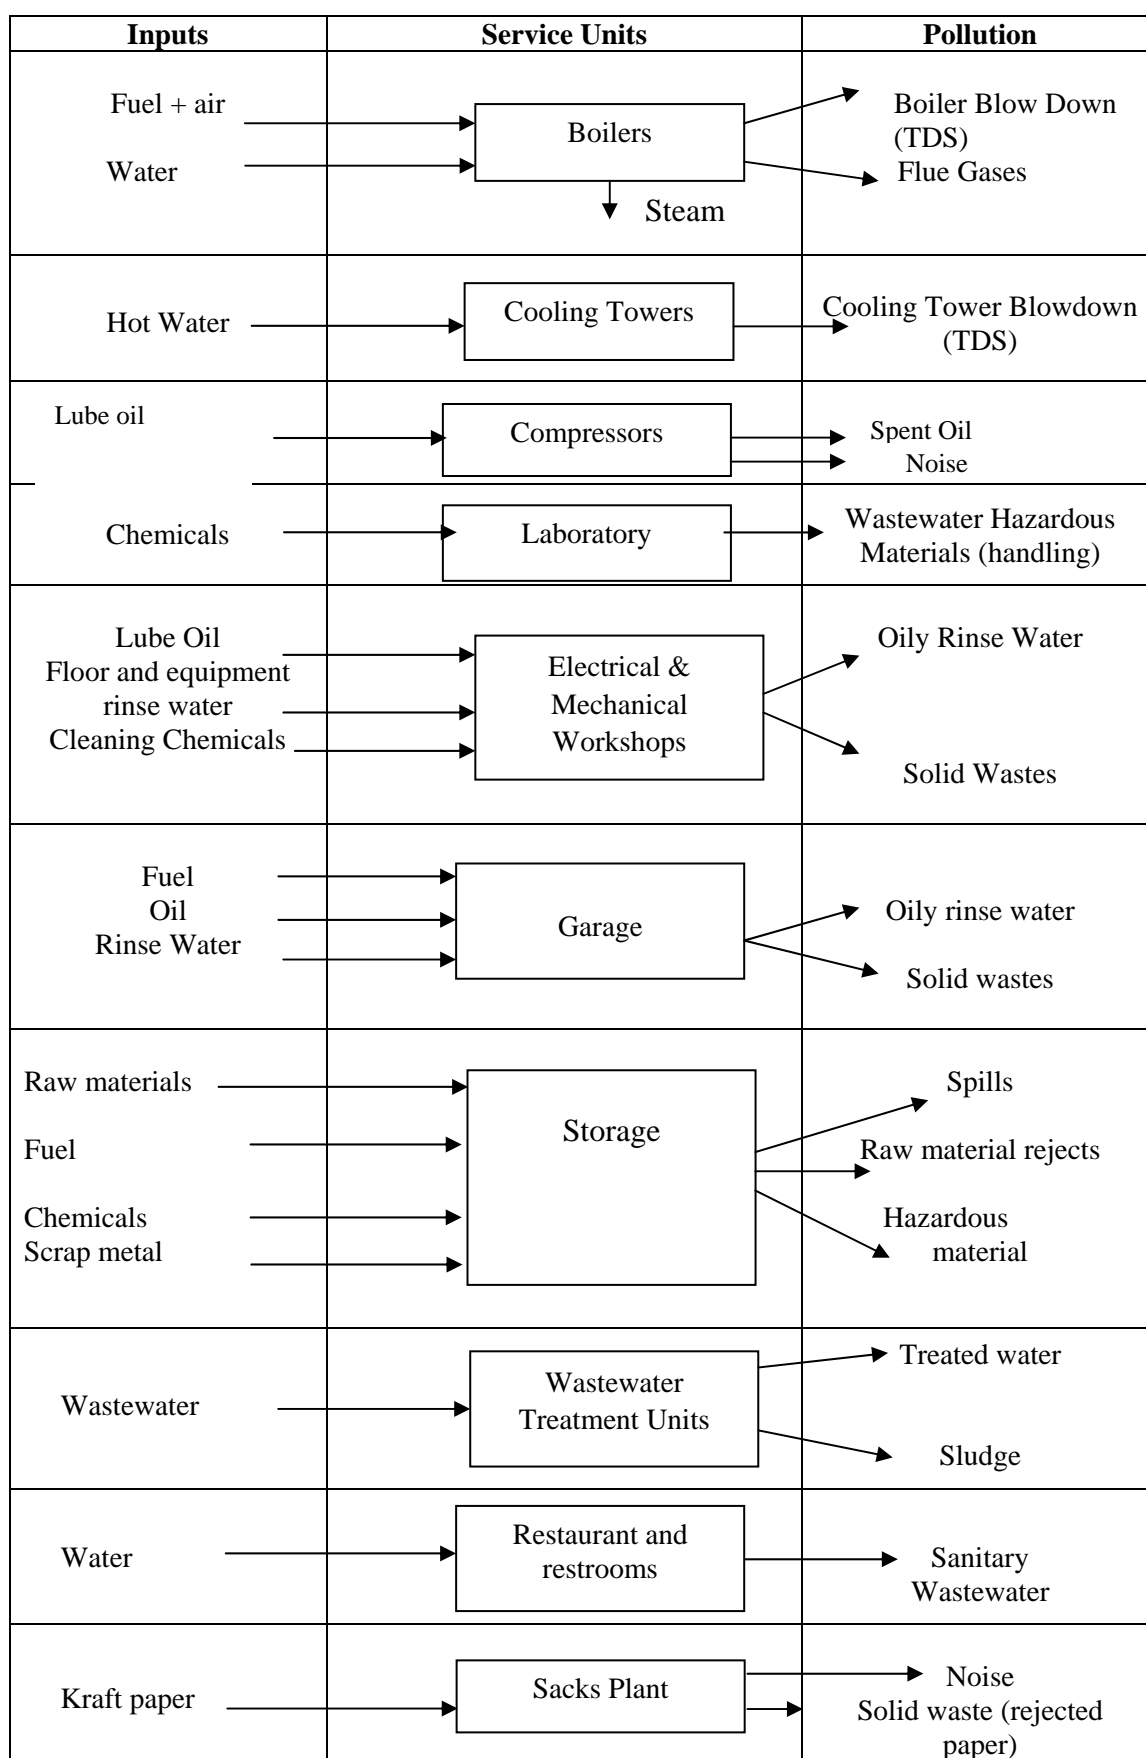 Inputs
Service Units
Pollution
Fuel + air
Water
Boilers
Steam
Boiler Blow Down
(TDS)
Flue Gases
Hot Water
Cooling Towers
Cooling Tower Blowdown
(TDS)
Lube oil
Compressors
Spent Oil
Noise
Chemicals
Laboratory
Wastewater Hazardous
Materials (handling)
Lube Oil
Floor and equipment
rinse water
Cleaning Chemicals
Electrical &
Mechanical
Workshops
Oily Rinse Water
Solid Wastes
Fuel
Oil
Rinse Water
Garage
Oily rinse water
Solid wastes
Raw materials
Fuel
Chemicals
Scrap metal
Storage
Spills
Raw material rejects
Hazardous
material
Wastewater
Wastewater
Treatment Units
Treated water
Sludge
Water
Restaurant and
restrooms
Sanitary
Wastewater
Kraft paper
Sacks Plant
Noise
Solid waste (rejected
paper)